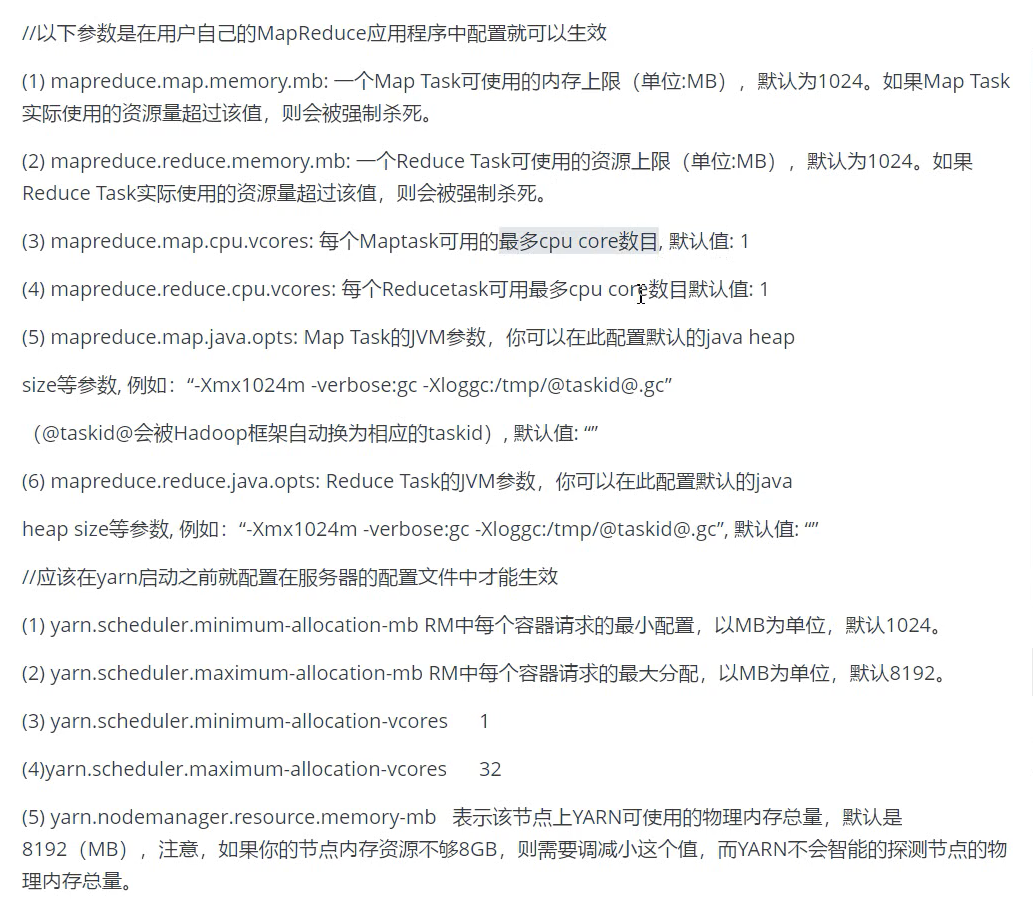 //以下参数是在用户自己的MapReduce应用程序中配置就可以生效
(1) mapreduce.map.memory.mb: 一个Map Task可使用的内存上限（单位:MB），默认为1024。如果Map Task
实际使用的资源量超过该值，则会被强制杀死。
(2) mapreduce.reduce.memory.mb: 一个Reduce Task可使用的资源上限（单位:MB），默认为1024。如果
Reduce Task实际使用的资源量超过该值，则会被强制杀死。
(3) mapreduce.map.cpu.vcores: 每个Maptask可用的最多cpu core数目, 默认值: 1
(4) mapreduce.reduce.cpu.vcores: 每个Reducetask可用最多cpu core数目默认值: 1
(5) mapreduce.map.java.opts: Map Task的JVM参数，你可以在此配置默认的java heap
size等参数, 例如：“-Xmx1024m -verbose:gc -Xloggc:/tmp/@taskid@.gc”
（@taskid@会被Hadoop框架自动换为相应的taskid）, 默认值: “”
(6) mapreduce.reduce.java.opts: Reduce Task的JVM参数，你可以在此配置默认的java
heap size等参数, 例如：“-Xmx1024m -verbose:gc -Xloggc:/tmp/@taskid@.gc”, 默认值: “”
//应该在yarn启动之前就配置在服务器的配置文件中才能生效
(1) yarn.scheduler.minimum-allocation-mb RM中每个容器请求的最小配置，以MB为单位，默认1024。
(2) yarn.scheduler.maximum-allocation-mb RM中每个容器请求的最大分配，以MB为单位，默认8192。
(3) yarn.scheduler.minimum-allocation-vcores 1
(4)yarn.scheduler.maximum-allocation-vcores 32
(5) yarn.nodemanager.resource.memory-mb 表示该节点上YARN可使用的物理内存总量，默认是
8192（MB），注意，如果你的节点内存资源不够8GB，则需要调减小这个值，而YARN不会智能的探测节点的物
理内存总量。